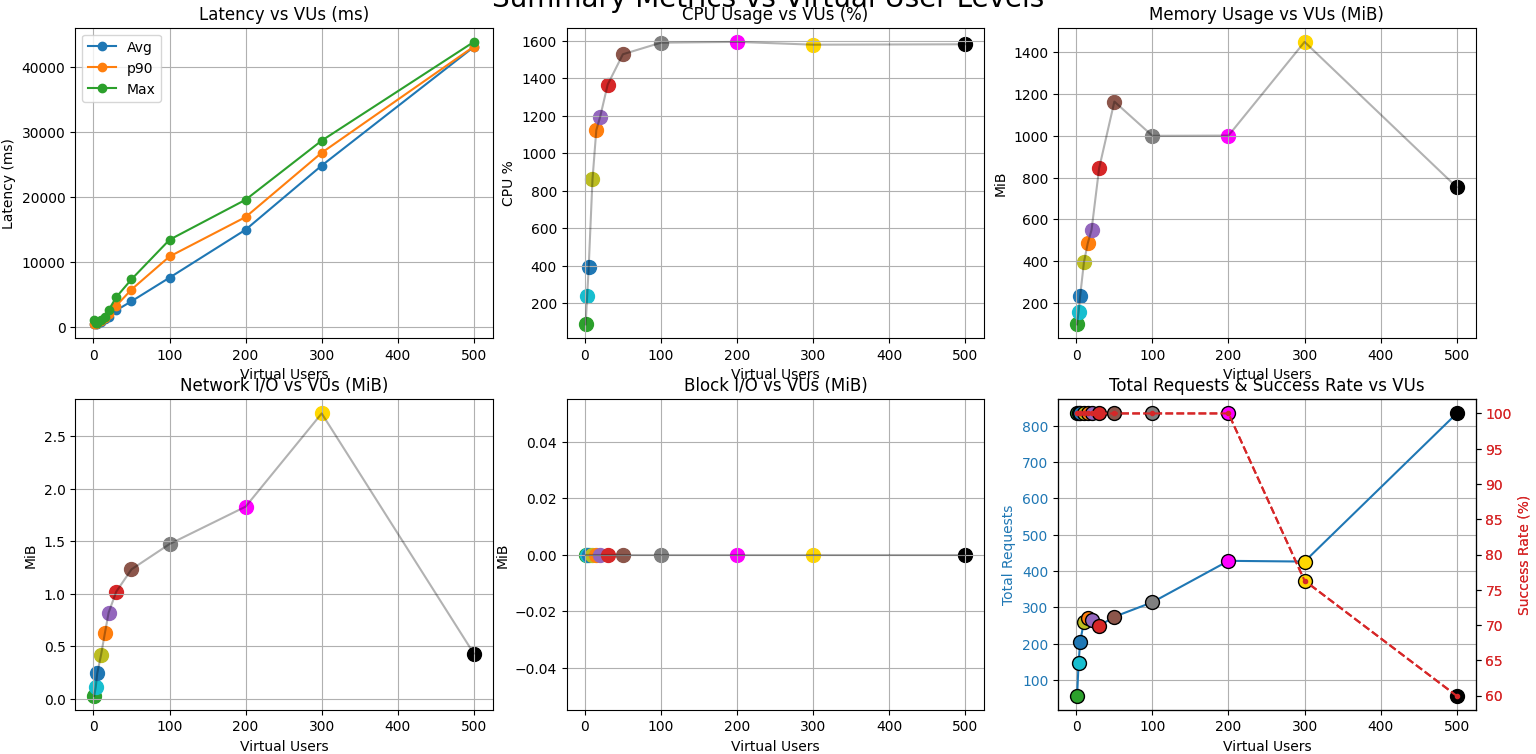 Summary Metrics vs Virtual User Levels
Latency vs VUs (ms)
Avg
p90
Max
40000
30000
20000
10000
0
Latency (ms)
0 100 200 300 400 500
Virtual Users
CPU Usage vs VUs (%)
1600
1400
1200
1000
800
600
400
200
CPU %
0 100 200 300 400 500
Virtual Users
Memory Usage vs VUs (MiB)
1400
1200
1000
800
600
400
200
MiB
0 100 200 300 400 500
Virtual Users
Network I/O vs VUs (MiB)
2.5
2.0
1.5
1.0
0.5
0.0
MiB
0 100 200 300 400 500
Virtual Users
Block I/O vs VUs (MiB)
0.04
0.02
0.00
−0.02
−0.04
MiB
0 100 200 300 400 500
Virtual Users
Total Requests & Success Rate vs VUs
800
700
600
500
400
300
200
100
Total Requests
100
95
90
85
80
75
70
65
60
Success Rate (%)
0 100 200 300 400 500
Virtual Users